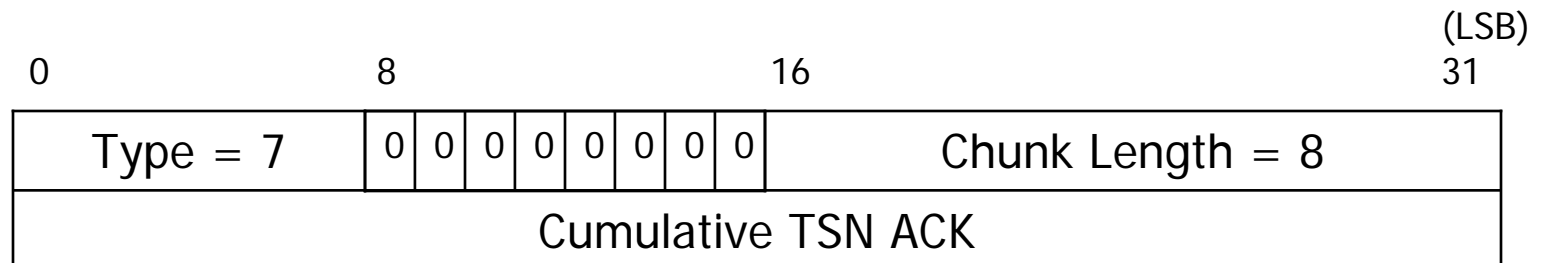 (LSB)
0 8 16 31
Type = 7 0 0 0 0 0 0 0 0 Chunk Length = 8
Cumulative TSN ACK